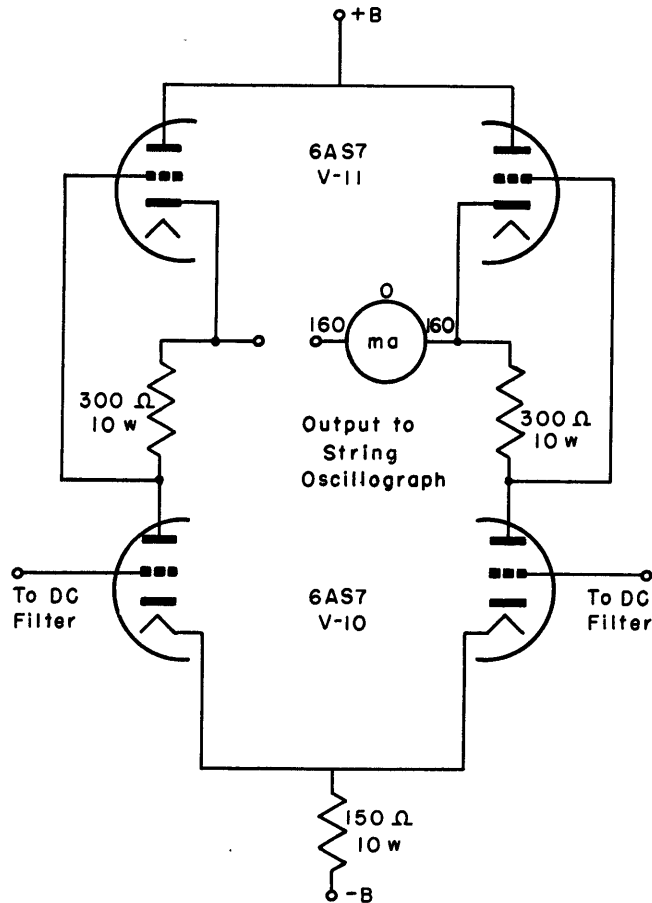 +B
6AS7
V-11
O
160
ma
160
300 Ω
10 w
300 Ω
10 w
Output to
String
Oscillograph
To DC
Filter
6AS7
V-10
To DC
Filter
150 Ω
10 w
-B